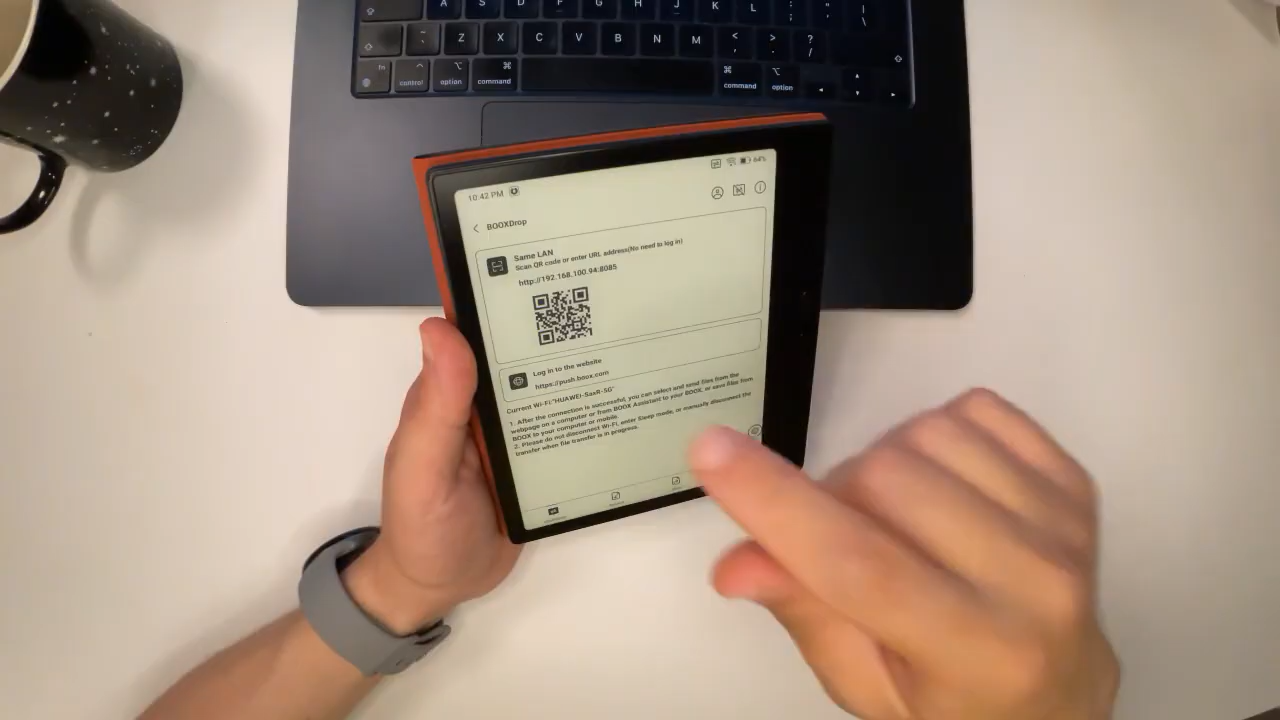 A S D F G H J K L : ; " ' | \
~ ` Z X C V B N M < , > . ? /
fn ^ ⌥ ⌘ ⌘ ⌥
control option command command option
10:42 PM 64%
BOOXDrop
Same LAN
Scan QR code or enter URL address(No need to log in)
http://192.168.100.94:8085
Log in to the website
https://push.boox.com
Current Wi-Fi:"HUAWEI-SasR-5G"
1. After the connection is successful, you can select and send files from the
webpage on a computer or from BOOX Assistant to your BOOX, or save files from
BOOX to your computer or mobile.
2. Please do not disconnect Wi-Fi, enter Sleep mode, or manually disconnect the
transfer when file transfer is in progress.